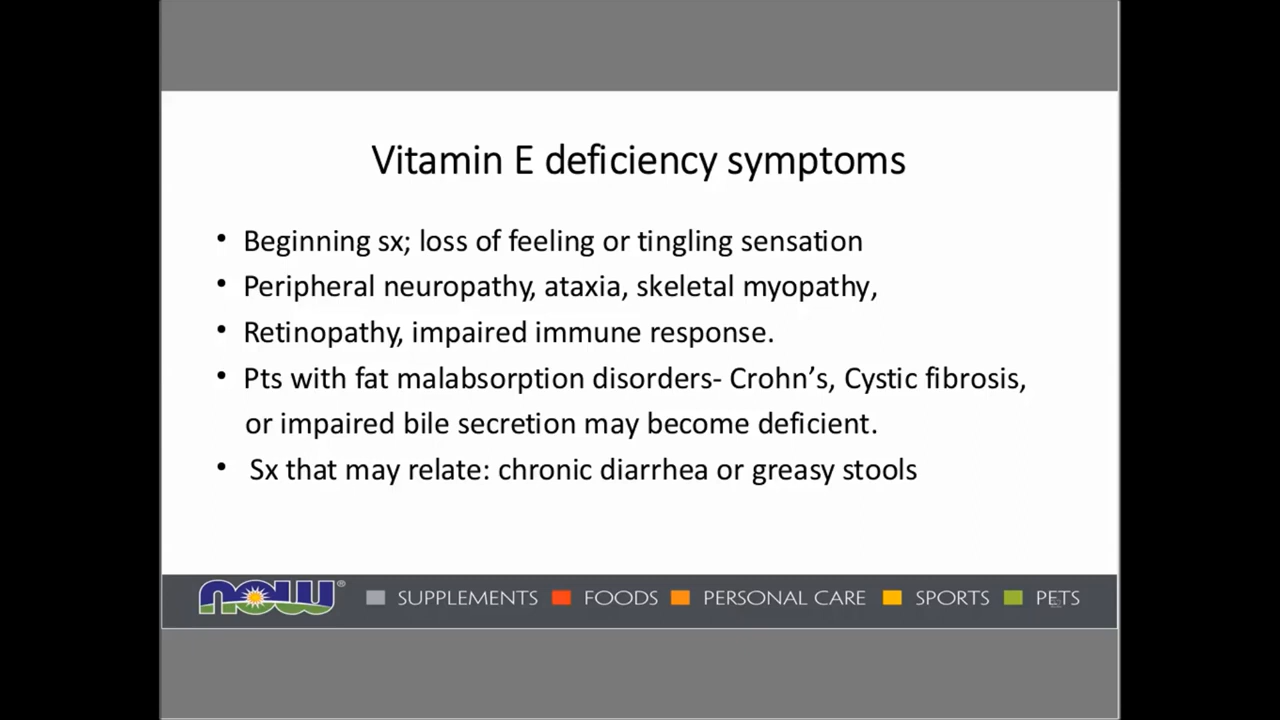 Vitamin E deficiency symptoms
• Beginning sx; loss of feeling or tingling sensation
• Peripheral neuropathy, ataxia, skeletal myopathy,
• Retinopathy, impaired immune response.
• Pts with fat malabsorption disorders- Crohn’s, Cystic fibrosis,
or impaired bile secretion may become deficient.
• Sx that may relate: chronic diarrhea or greasy stools
now® SUPPLEMENTS FOODS PERSONAL CARE SPORTS PETS